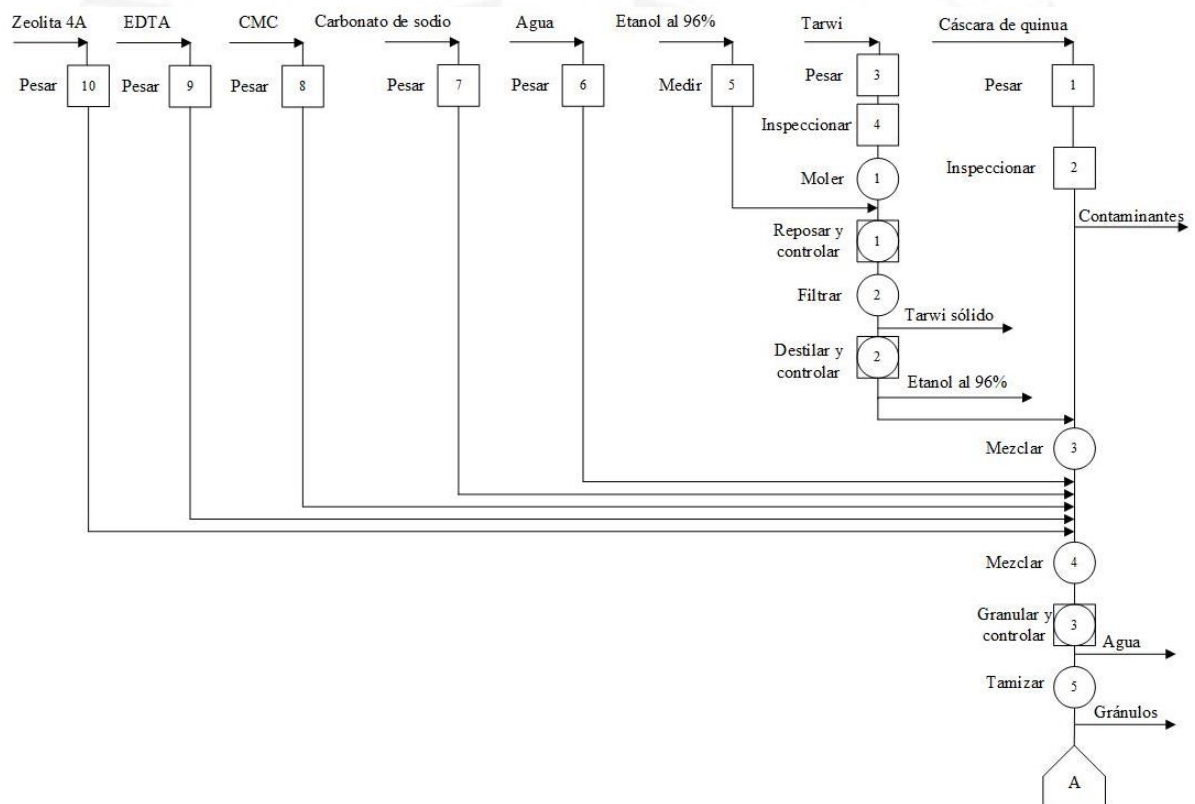 Zeolita 4A
EDTA
CMC
Carbonato de sodio
Agua
Etanol al 96%
Tarwi
Cáscara de quinua
Pesar 10
Pesar 9
Pesar 8
Pesar 7
Pesar 6
Medir 5
Pesar 3
Pesar 1
Inspeccionar 4
Inspeccionar 2
Moler 1
Contaminantes
Reposar y
controlar
1
Filtrar 2
Tarwi sólido
Destilar y
controlar
2
Etanol al 96%
Mezclar 3
Mezclar 4
Granular y
controlar
3
Agua
Tamizar 5
Gránulos
A